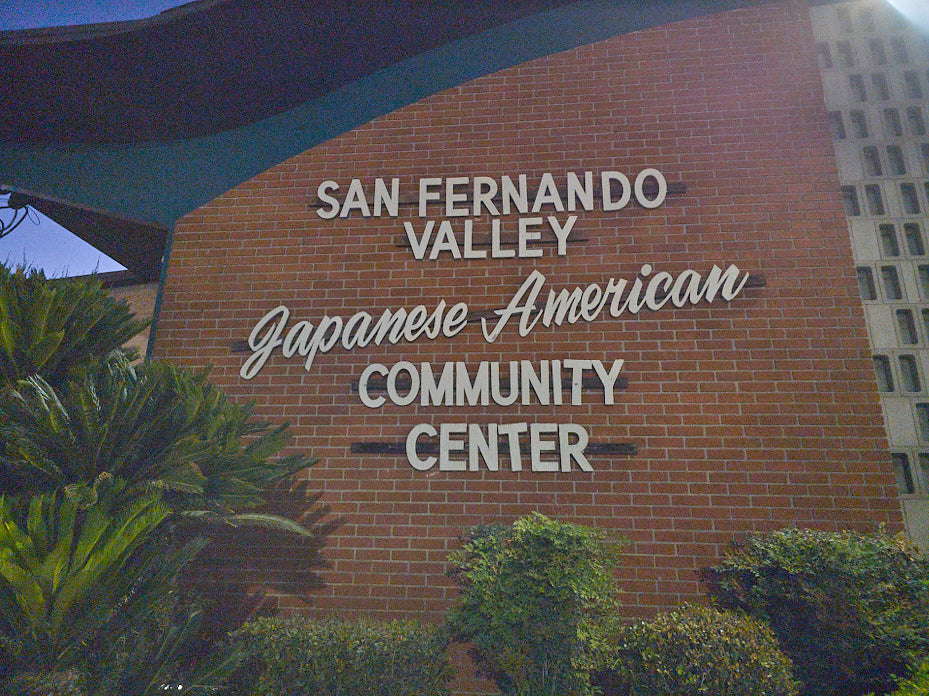 SAN FERNANDO
VALLEY
Japanese American
COMMUNITY
CENTER